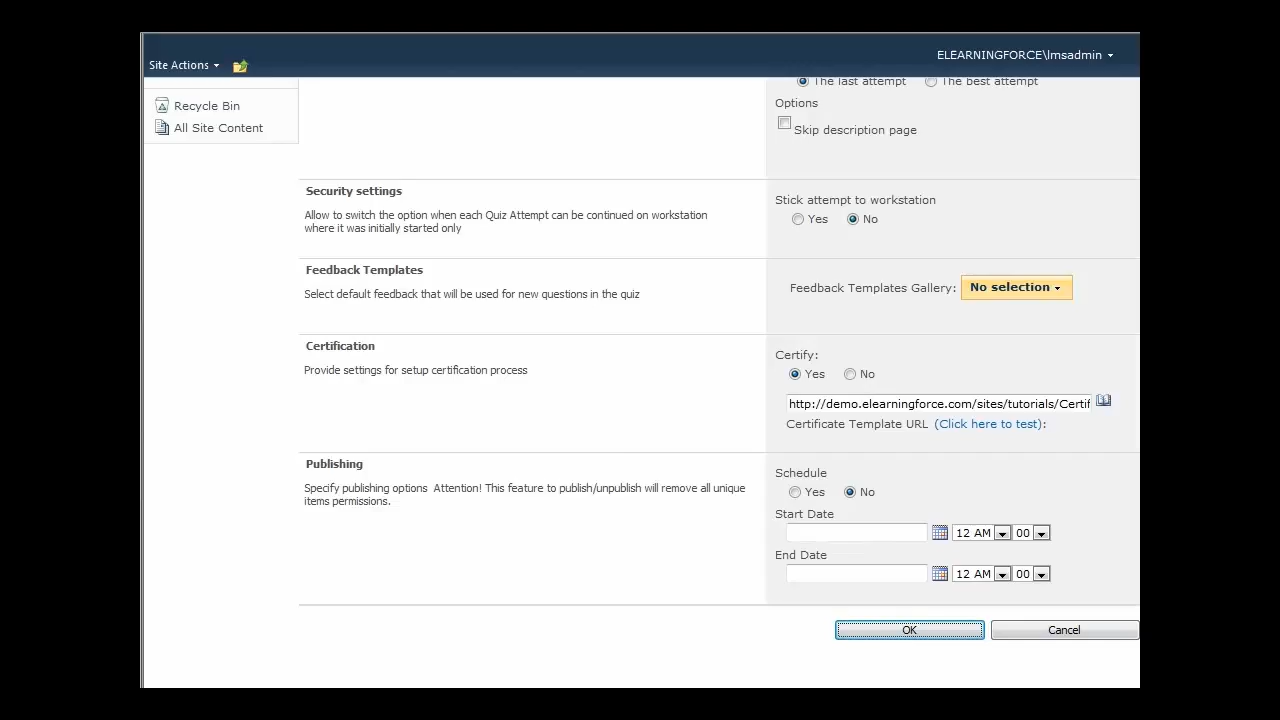 ELEARNINGFORCE\lmsadmin
Site Actions
The last attempt The best attempt
Recycle Bin
All Site Content
Options
Skip description page
Security settings
Allow to switch the option when each Quiz Attempt can be continued on workstation
where it was initially started only
Stick attempt to workstation
Yes No
Feedback Templates
Select default feedback that will be used for new questions in the quiz
Feedback Templates Gallery: No selection
Certification
Provide settings for setup certification process
Certify:
Yes No
http://demo.elearningforce.com/sites/tutorials/Certif
Certificate Template URL (Click here to test):
Publishing
Specify publishing options Attention! This feature to publish/unpublish will remove all unique
items permissions.
Schedule
Yes No
Start Date
12 AM 00
End Date
12 AM 00
OK Cancel